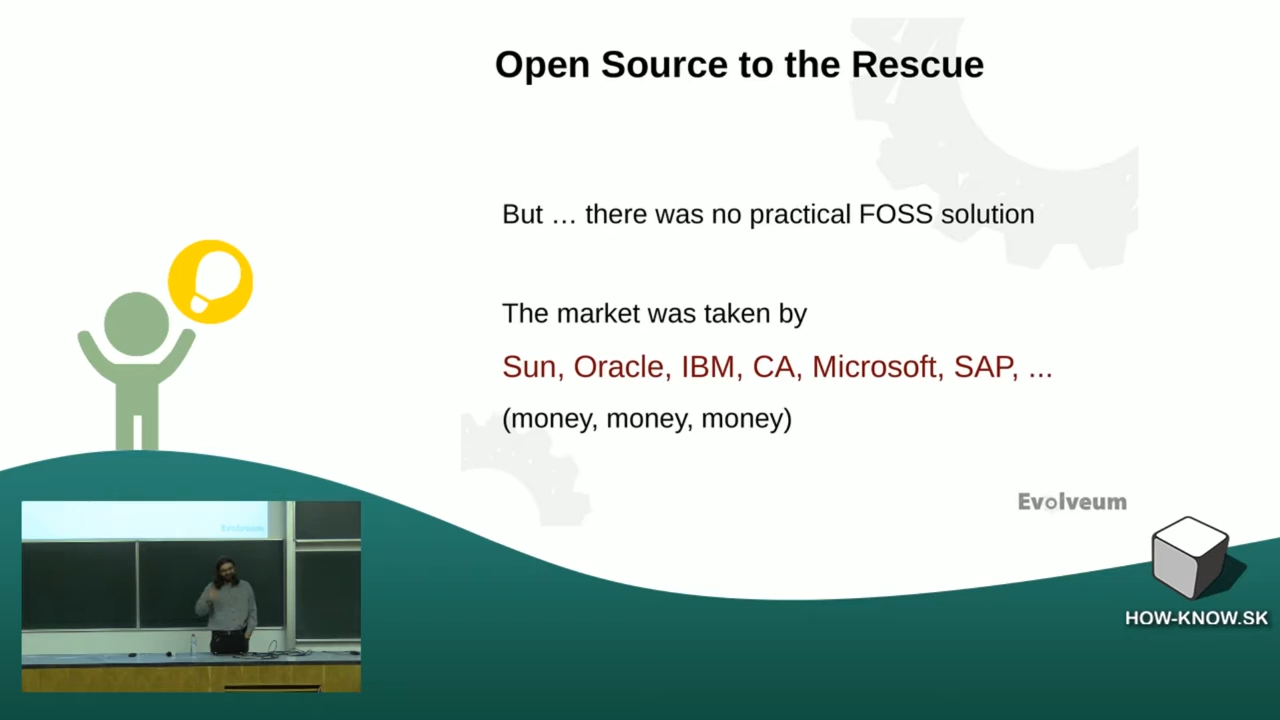 Open Source to the Rescue
But … there was no practical FOSS solution
The market was taken by
Sun, Oracle, IBM, CA, Microsoft, SAP, ...
(money, money, money)
Evolveum
Evolveum
HOW-KNOW.SK